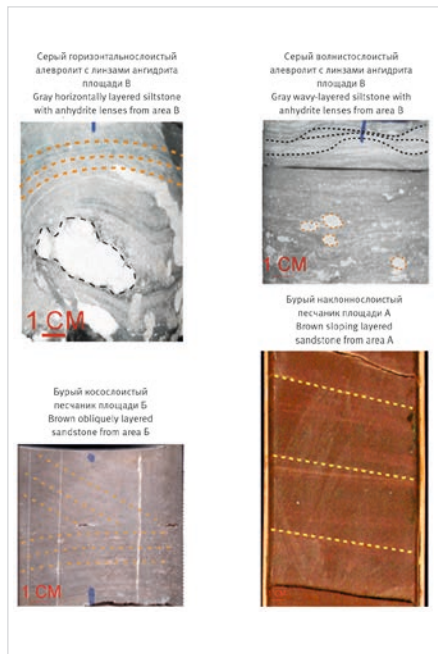 Серый горизонтальнослоистый
алевролит с линзами ангидрита
площади В
Gray horizontally layered siltstone
with anhydrite lenses from area B
1 СМ
Серый волнистослоистый
алевролит с линзами ангидрита
площади В
Gray wavy-layered siltstone with
anhydrite lenses from area B
1 СМ
Бурый косослоистый
песчаник площади Б
Brown obliquely layered
sandstone from area Б
1 СМ
Бурый наклоннослоистый
песчаник площади А
Brown sloping layered
sandstone from area A